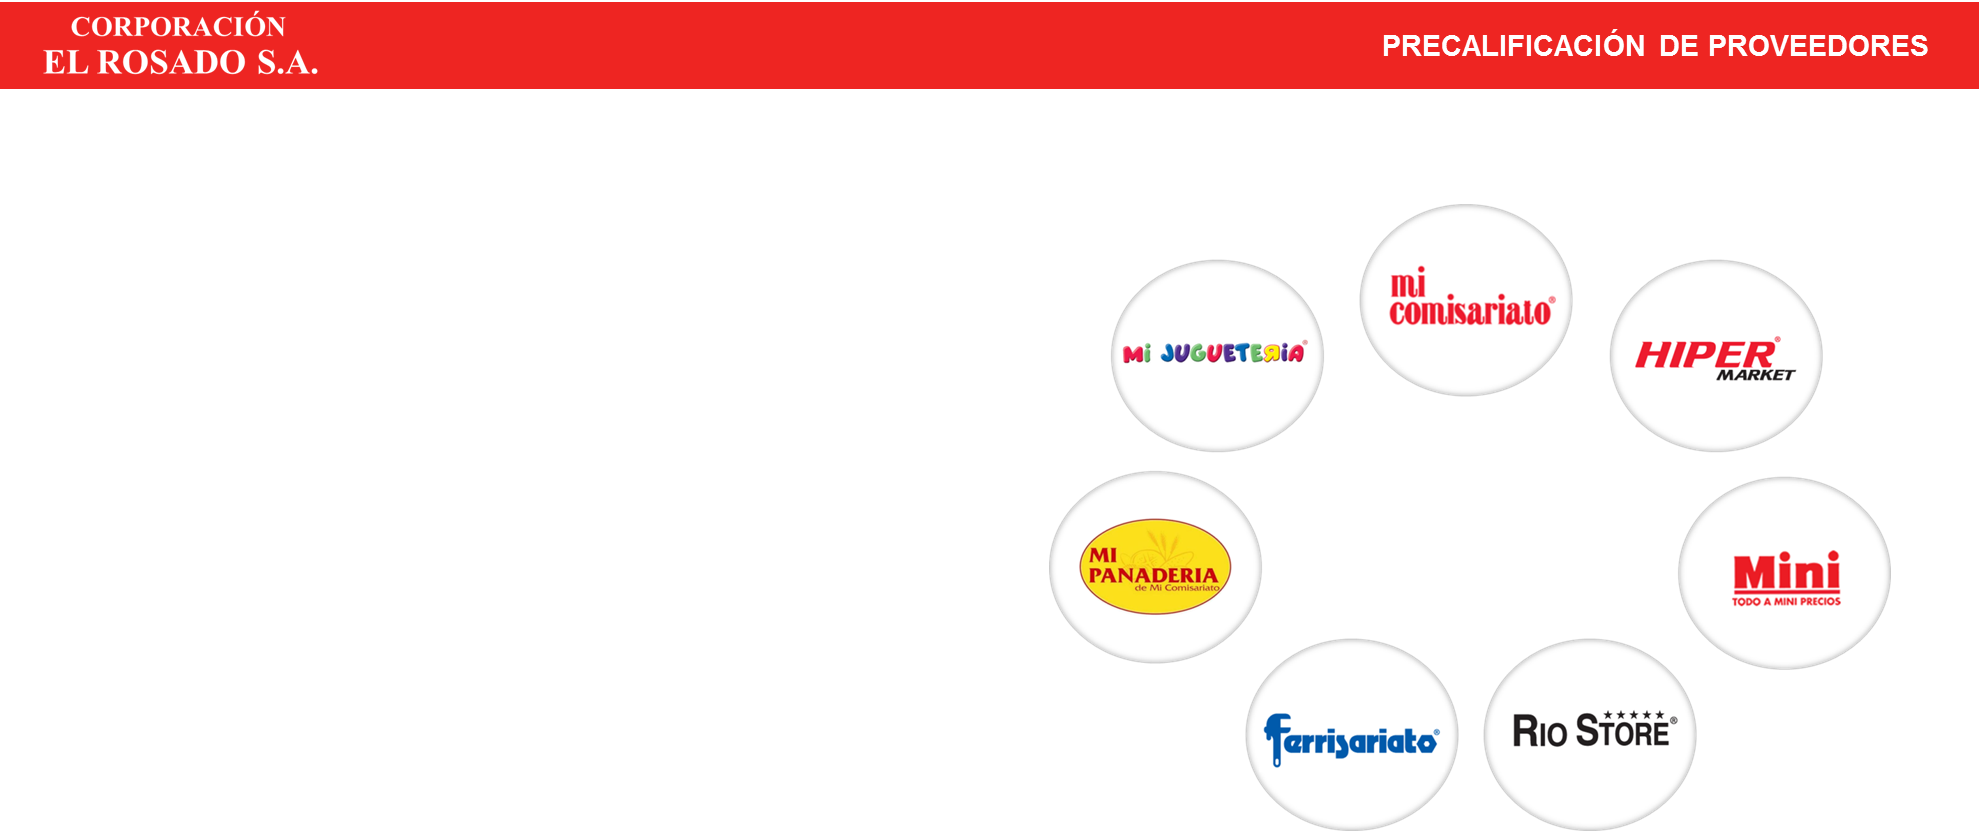 CORPORACIÓN
EL ROSADO S.A.
PRECALIFICACIÓN DE PROVEEDORES
mi
comisariato®
Mi JUGUETERiA®
HIPER®
MARKET
MI
PANADERIA
de Mi Comisariato
Mini
TODO A MINI PRECIOS
Ferrisariato®
RIO STORE®